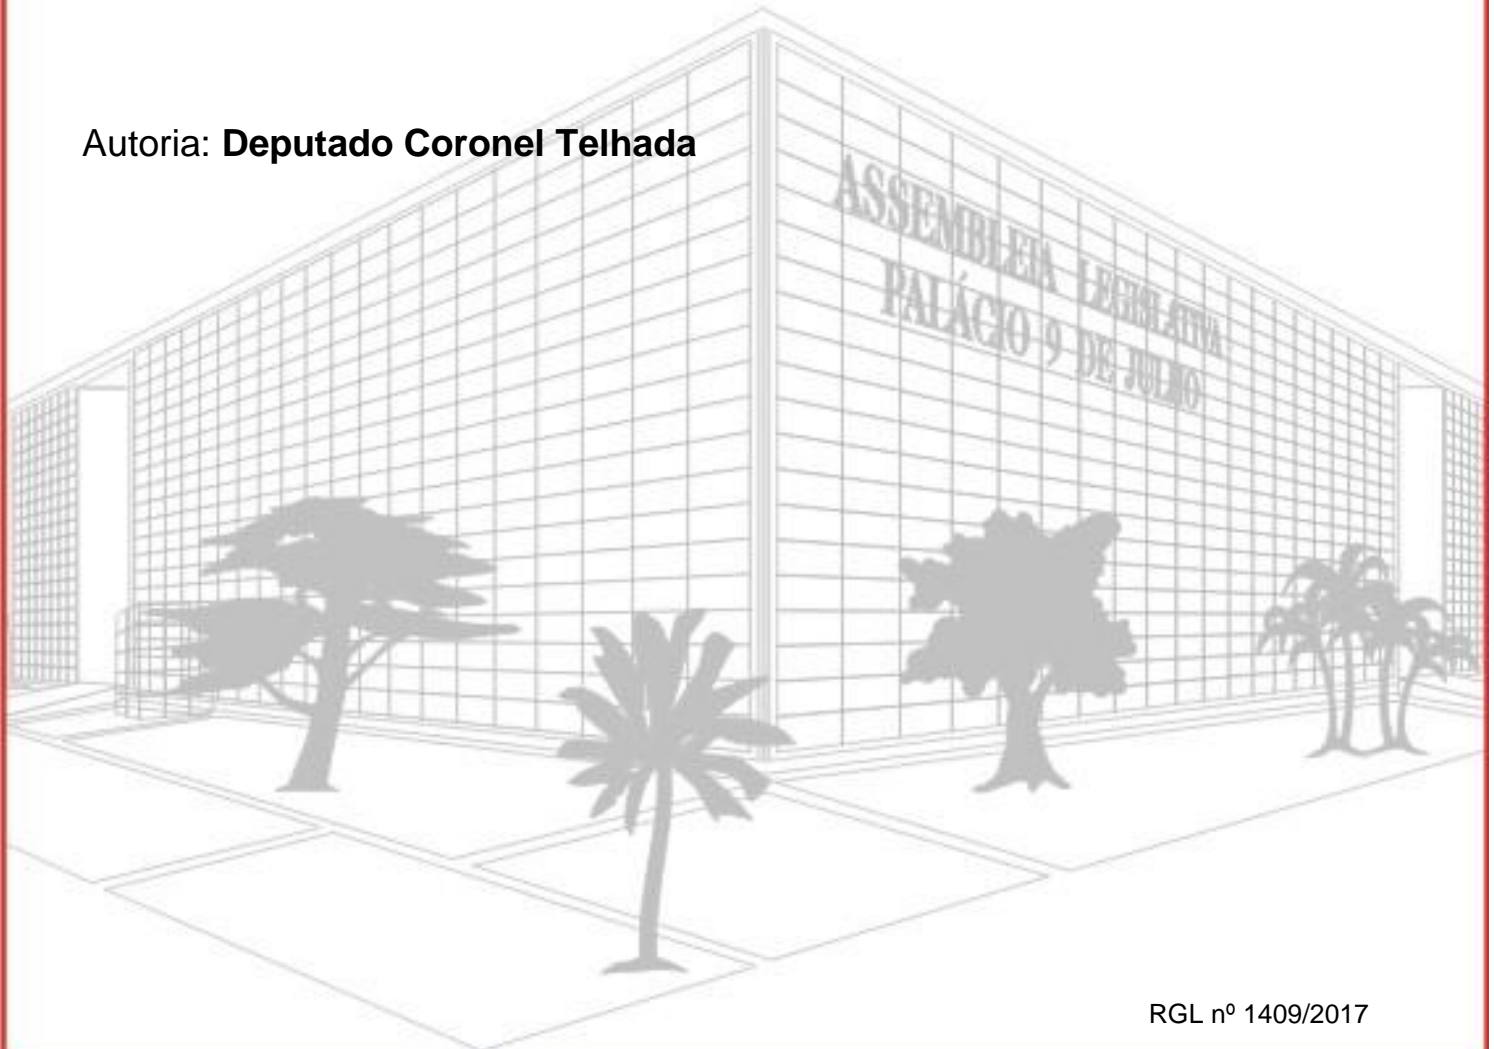 Autoria: Deputado Coronel Telhada
ASSEMBLEIA LEGISLATIVA
PALÁCIO 9 DE JULHO
RGL nº 1409/2017